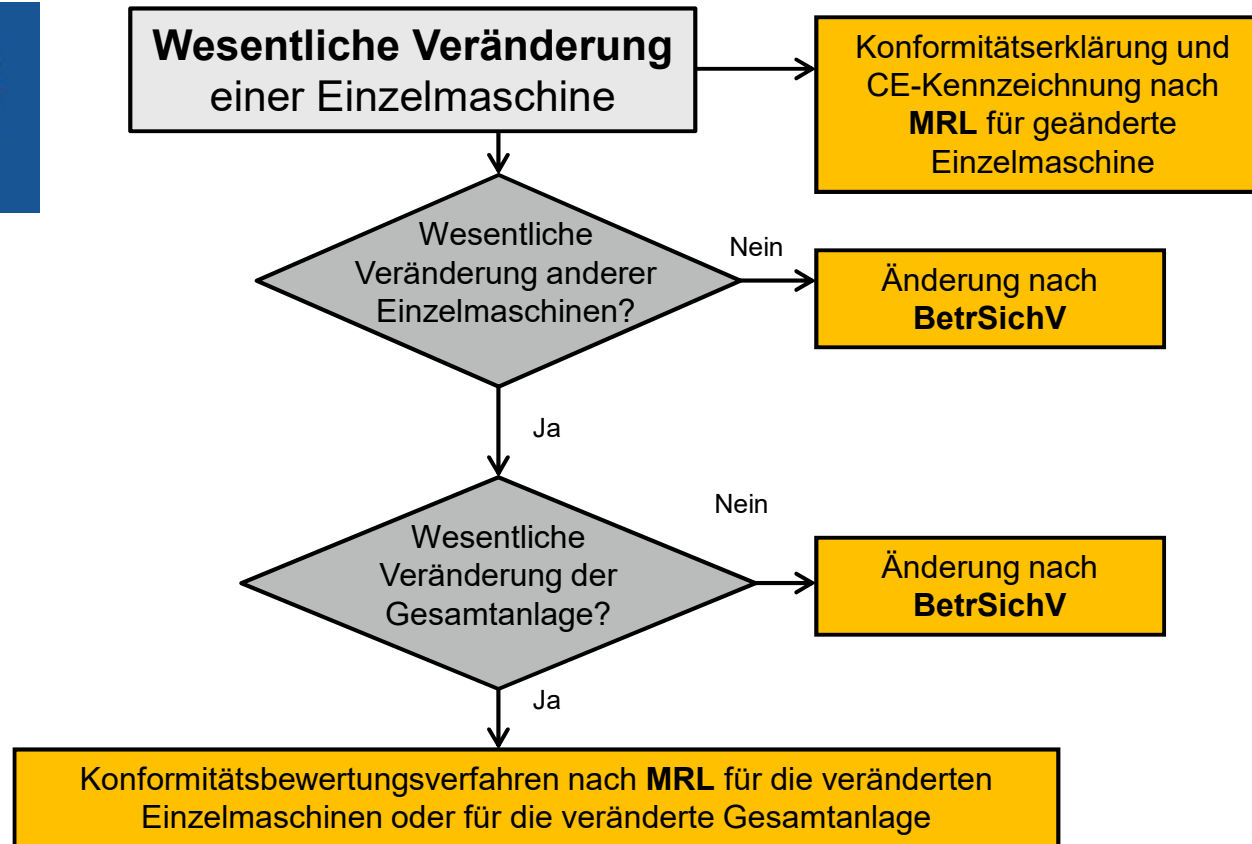 Wesentliche Veränderung
einer Einzelmaschine
Konformitätserklärung und
CE-Kennzeichnung nach
MRL für geänderte
Einzelmaschine
Wesentliche
Veränderung anderer
Einzelmaschinen?
Nein
Änderung nach
BetrSichV
Ja
Wesentliche
Veränderung der
Gesamtanlage?
Nein
Änderung nach
BetrSichV
Ja
Konformitätsbewertungsverfahren nach MRL für die veränderten
Einzelmaschinen oder für die veränderte Gesamtanlage